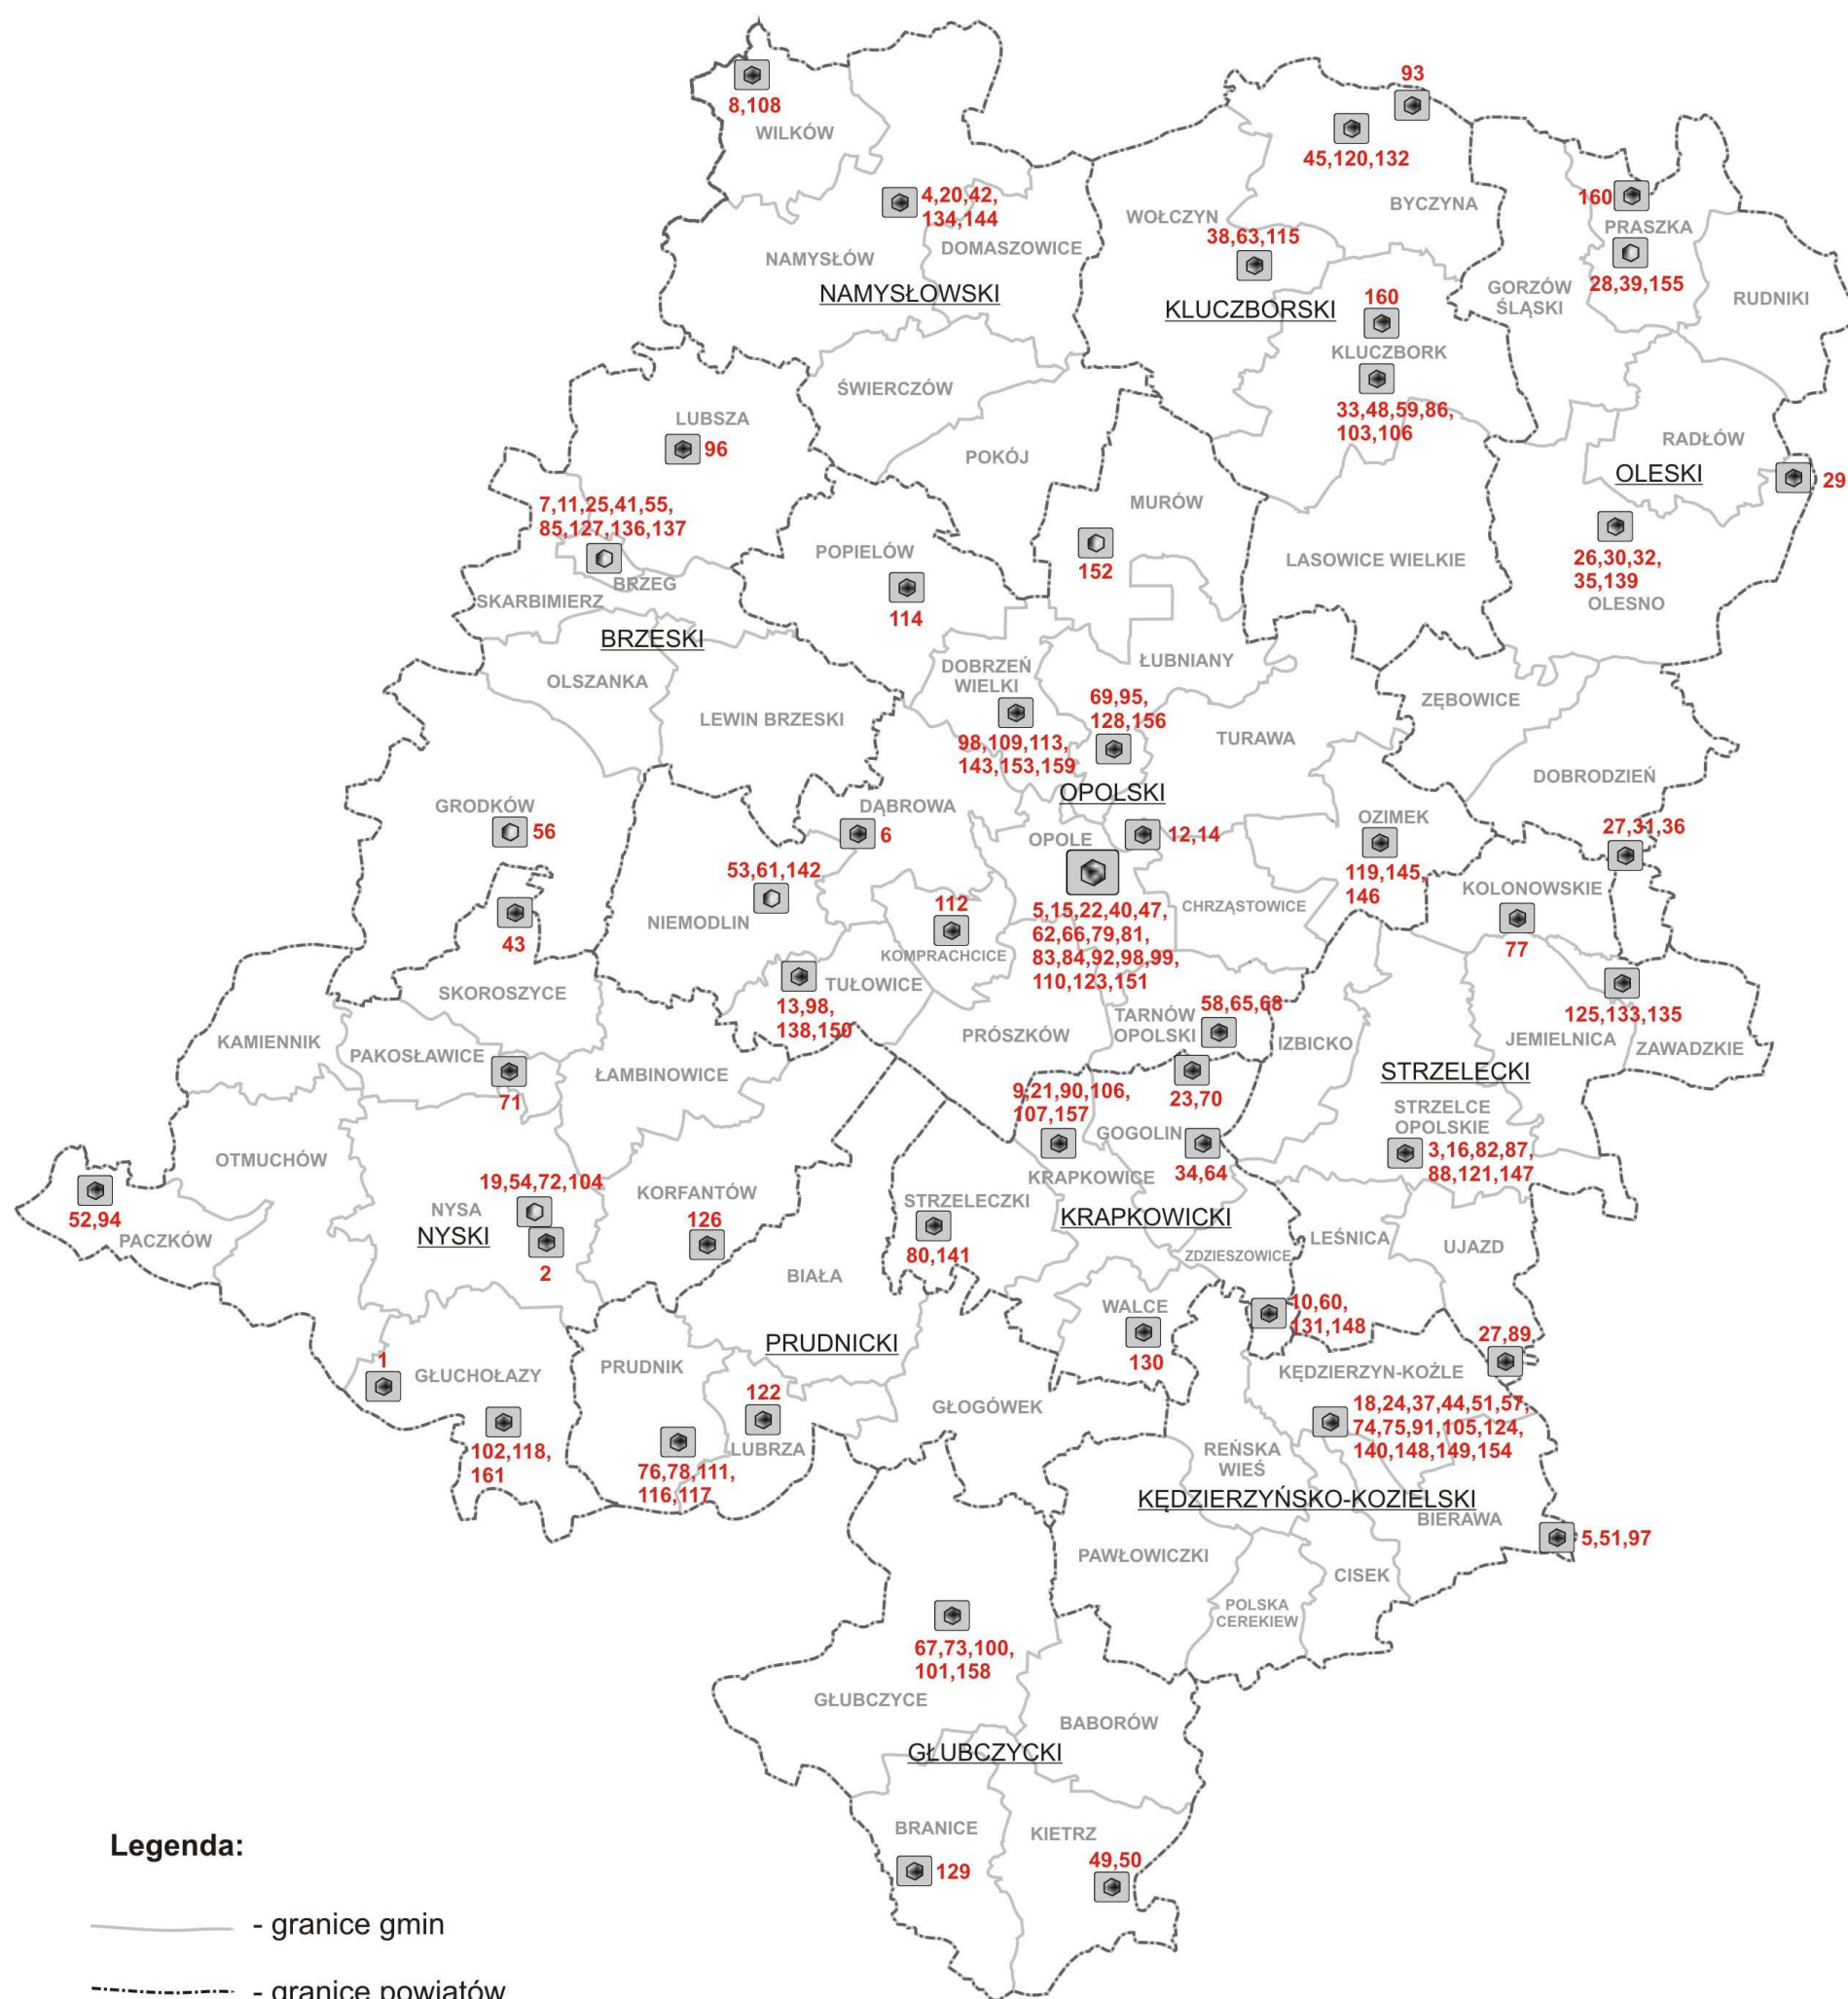 93
8,108
WILKÓW
45,120,132
4,20,42,
134,144
160
BYCZYNA
WOŁCZYN
PRASZKA
38,63,115
DOMASZOWICE
NAMYSŁÓW
28,39,155
GORZÓW
ŚLĄSKI
RUDNIKI
NAMYSŁOWSKI
160
KLUCZBORSKI
KLUCZBORK
ŚWIERCZÓW
33,48,59,86,
103,106
LUBSZA
RADŁÓW
96
POKÓJ
OLESKI
29
7,11,25,41,55,
85,127,136,137
MURÓW
POPIELÓW
LASOWICE WIELKIE
26,30,32,
35,139
152
BRZEG
SKARBIMIERZ
OLESNO
114
BRZESKI
DOBRZEŃ
WIELKI
ŁUBNIANY
OLSZANKA
69,95,
128,156
ZĘBOWICE
LEWIN BRZESKI
98,109,113,
143,153,159
TURAWA
DOBRODZIEŃ
OPOLSKI
GRODKÓW
56
DĄBROWA
6
OPOLE
12,14
OZIMEK
27,31,36
53,61,142
119,145,
146
KOLONOWSKIE
112
5,15,22,40,47,
62,66,79,81,
83,84,92,98,99,
110,123,151
CHRZĄSTOWICE
NIEMODLIN
43
KOMPRACHCICE
77
SKOROSZYCE
TUŁOWICE
13,98,
138,150
58,65,68
TARNÓW
OPOLSKI
125,133,135
PRÓSZKÓW
KAMIENNIK
PAKOSŁAWICE
IZBICKO
JEMIELNICA
ZAWADZKIE
ŁAMBINOWICE
STRZELECKI
71
9,21,90,106,
107,157
23,70
STRZELCE
OPOLSKIE
GOGOLIN
3,16,82,87,
88,121,147
OTMUCHÓW
KRAPKOWICE
34,64
19,54,72,104
KORFANTÓW
STRZELECZKI
52,94
PACZKÓW
NYSA
NYSKI
126
KRAPKOWICKI
LEŚNICA
UJAZD
80,141
ZDZIESZOWICE
2
BIAŁA
WALCE
10,60,
131,148
27,89
PRUDNICKI
1
GŁUCHOŁAZY
PRUDNIK
130
KĘDZIERZYN-KOŹLE
122
GŁOGÓWEK
18,24,37,44,51,57,
74,75,91,105,124,
140,148,149,154
102,118,
161
LUBRZA
REŃSKA
WIEŚ
76,78,111,
116,117
KĘDZIERZYŃSKO-KOZIELSKI
BIERAWA
5,51,97
PAWŁOWICZKI
CISEK
POLSKA
CEREKIEW
67,73,100,
101,158
GŁUBCZYCE
BABORÓW
GŁUBCZYCKI
BRANICE
KIETRZ
Legenda:
49,50
129
- granice gmin
- granice powiatów